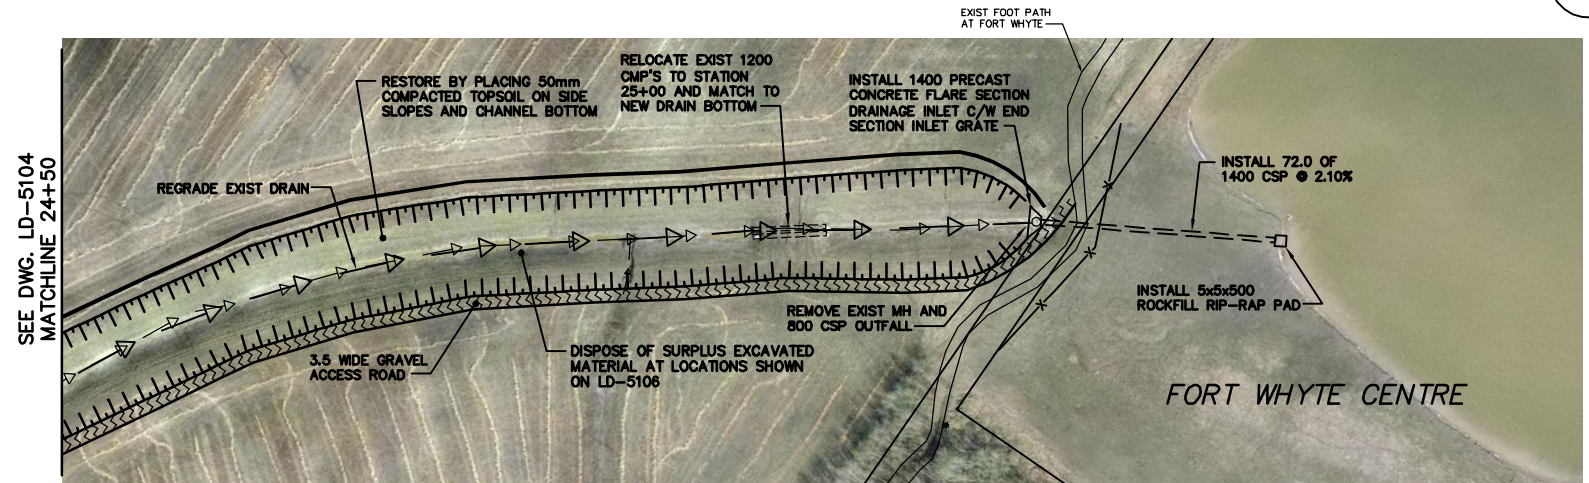 EXIST FOOT PATH
AT FORT WHYTE
RELOCATE EXIST 1200
CMP'S TO STATION
25+00 AND MATCH TO
NEW DRAIN BOTTOM
RESTORE BY PLACING 50mm
COMPACTED TOPSOIL ON SIDE
SLOPES AND CHANNEL BOTTOM
INSTALL 1400 PRECAST
CONCRETE FLARE SECTION
DRAINAGE INLET C/W END
SECTION INLET GRATE
SEE DWG. LD-5104
MATCHLINE 24+50
REGRADE EXIST DRAIN
INSTALL 72.0 OF
1400 CSP @ 2.10%
INSTALL 5x5x500
ROCKFILL RIP-RAP PAD
REMOVE EXIST MH AND
800 CSP OUTFALL
3.5 WIDE GRAVEL
ACCESS ROAD
DISPOSE OF SURPLUS EXCAVATED
MATERIAL AT LOCATIONS SHOWN
ON LD-5106
FORT WHYTE CENTRE